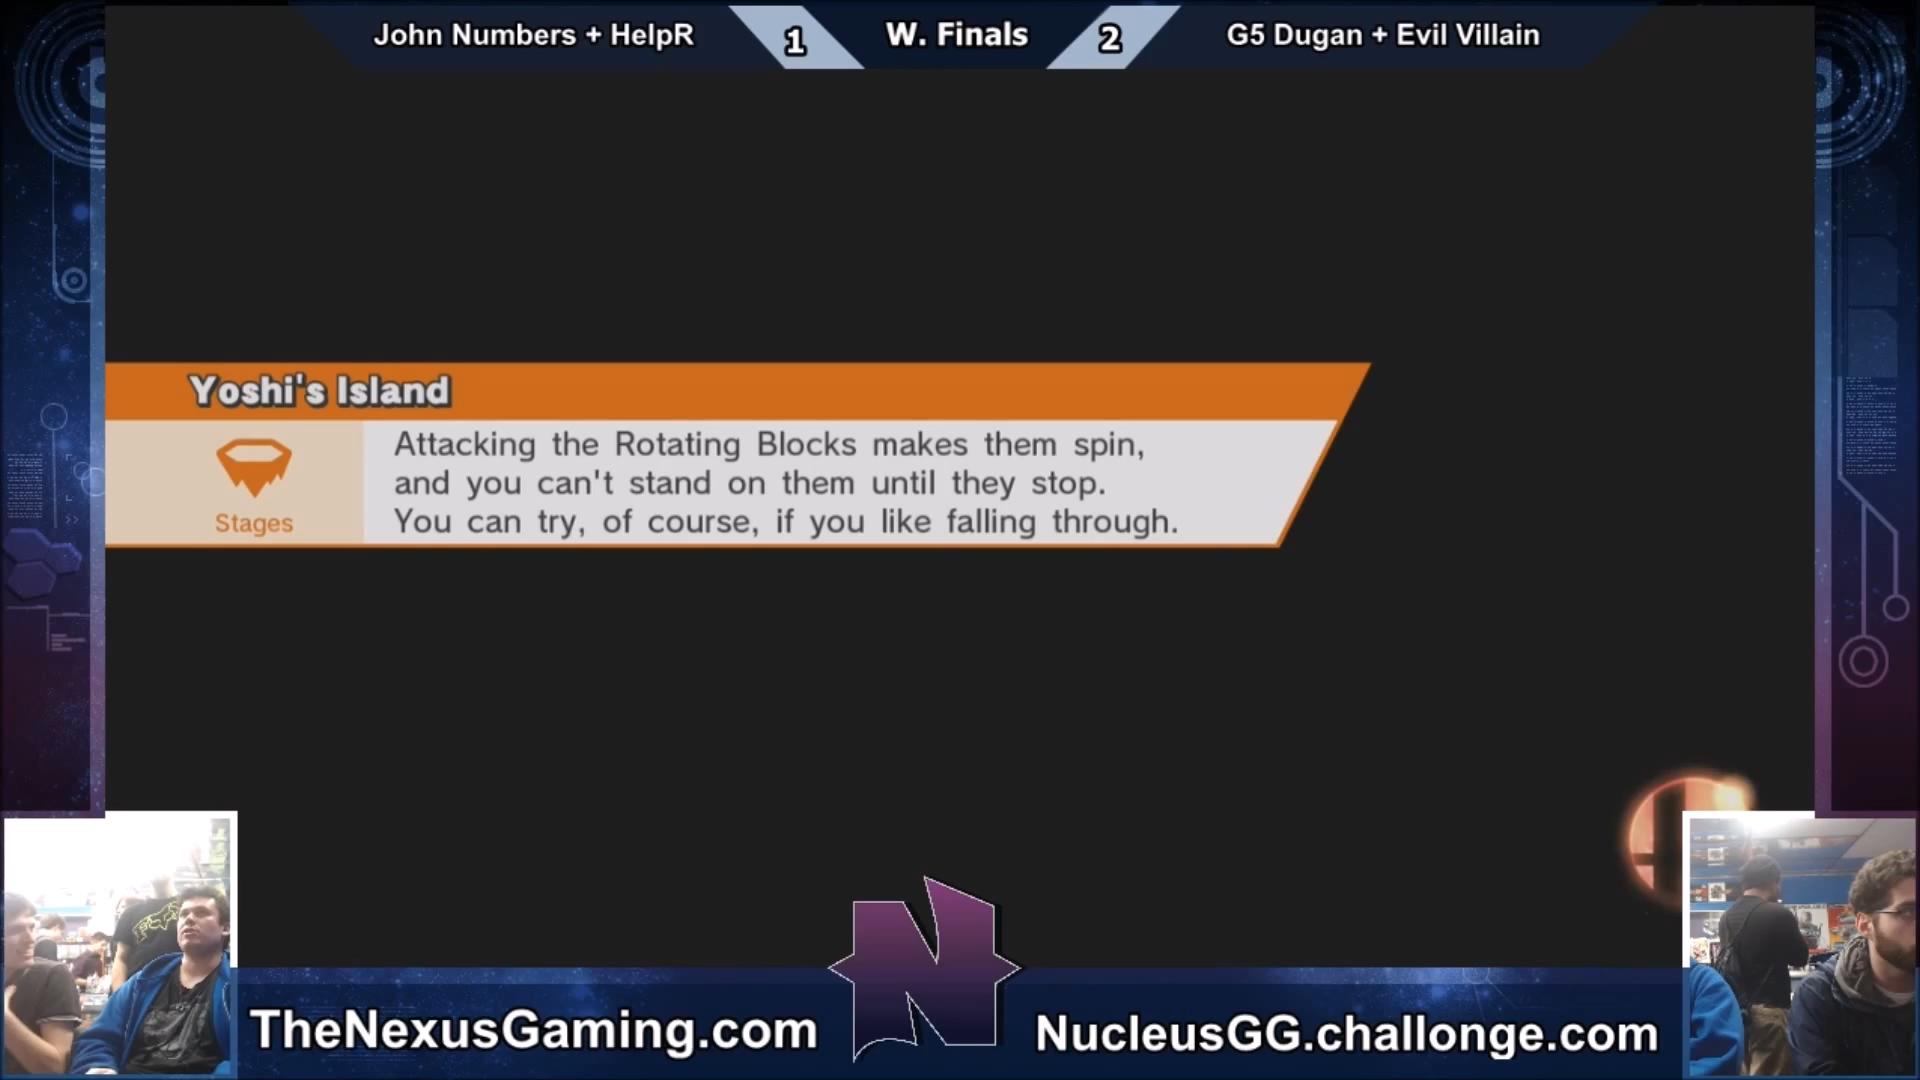 John Numbers + HelpR
1
W. Finals
2
G5 Dugan + Evil Villain
Yoshi's Island
Stages
Attacking the Rotating Blocks makes them spin,
and you can't stand on them until they stop.
You can try, of course, if you like falling through.
N
TheNexusGaming.com
NucleusGG.challonge.com